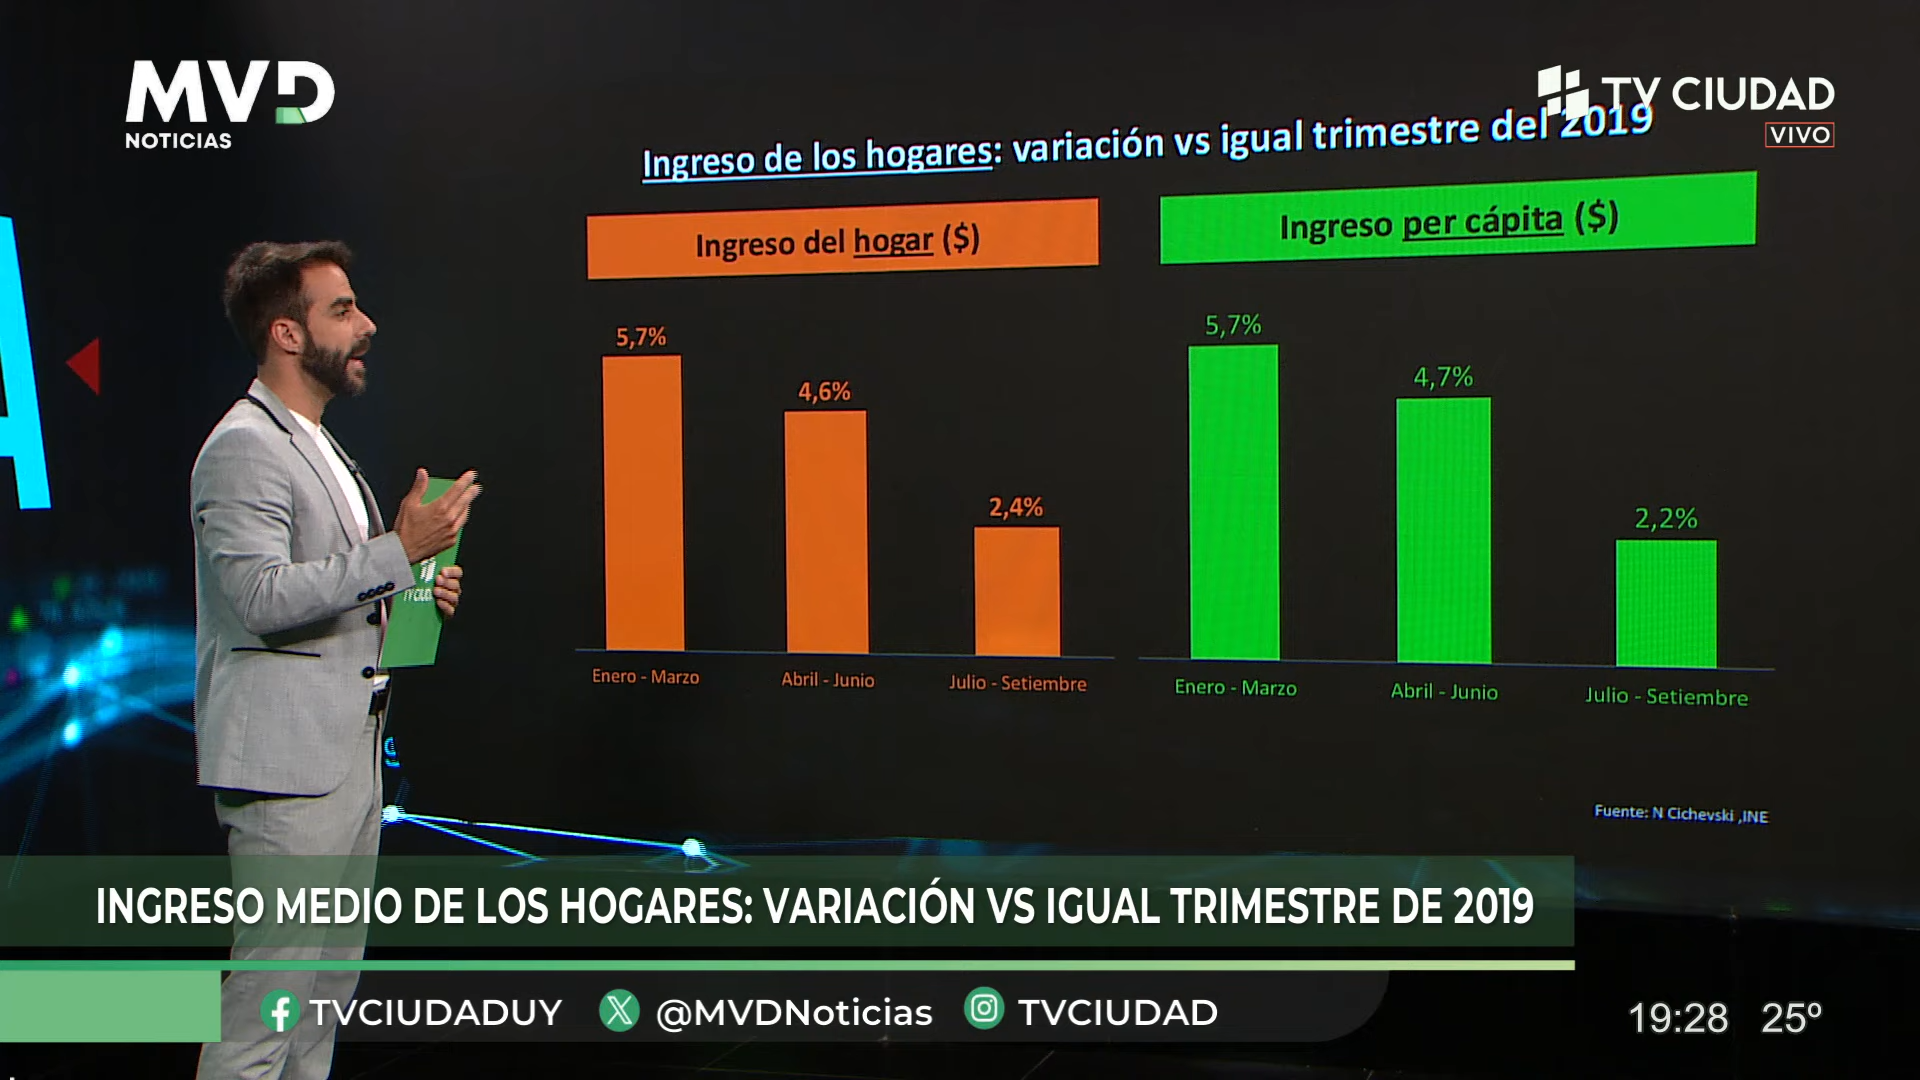 MVD
NOTICIAS
TV CIUDAD
VIVO
Ingreso de los hogares: variación vs igual trimestre del 2019
Ingreso del hogar ($)
5,7%
4,6%
2,4%
Enero - Marzo
Abril - Junio
Julio - Setiembre
Ingreso per cápita ($)
5,7%
4,7%
2,2%
Enero - Marzo
Abril - Junio
Julio - Setiembre
Fuente: N Cichevski ,INE
INGRESO MEDIO DE LOS HOGARES: VARIACIÓN VS IGUAL TRIMESTRE DE 2019
TVCIUDADUY @MVDNoticias TVCIUDAD
19:28 25º